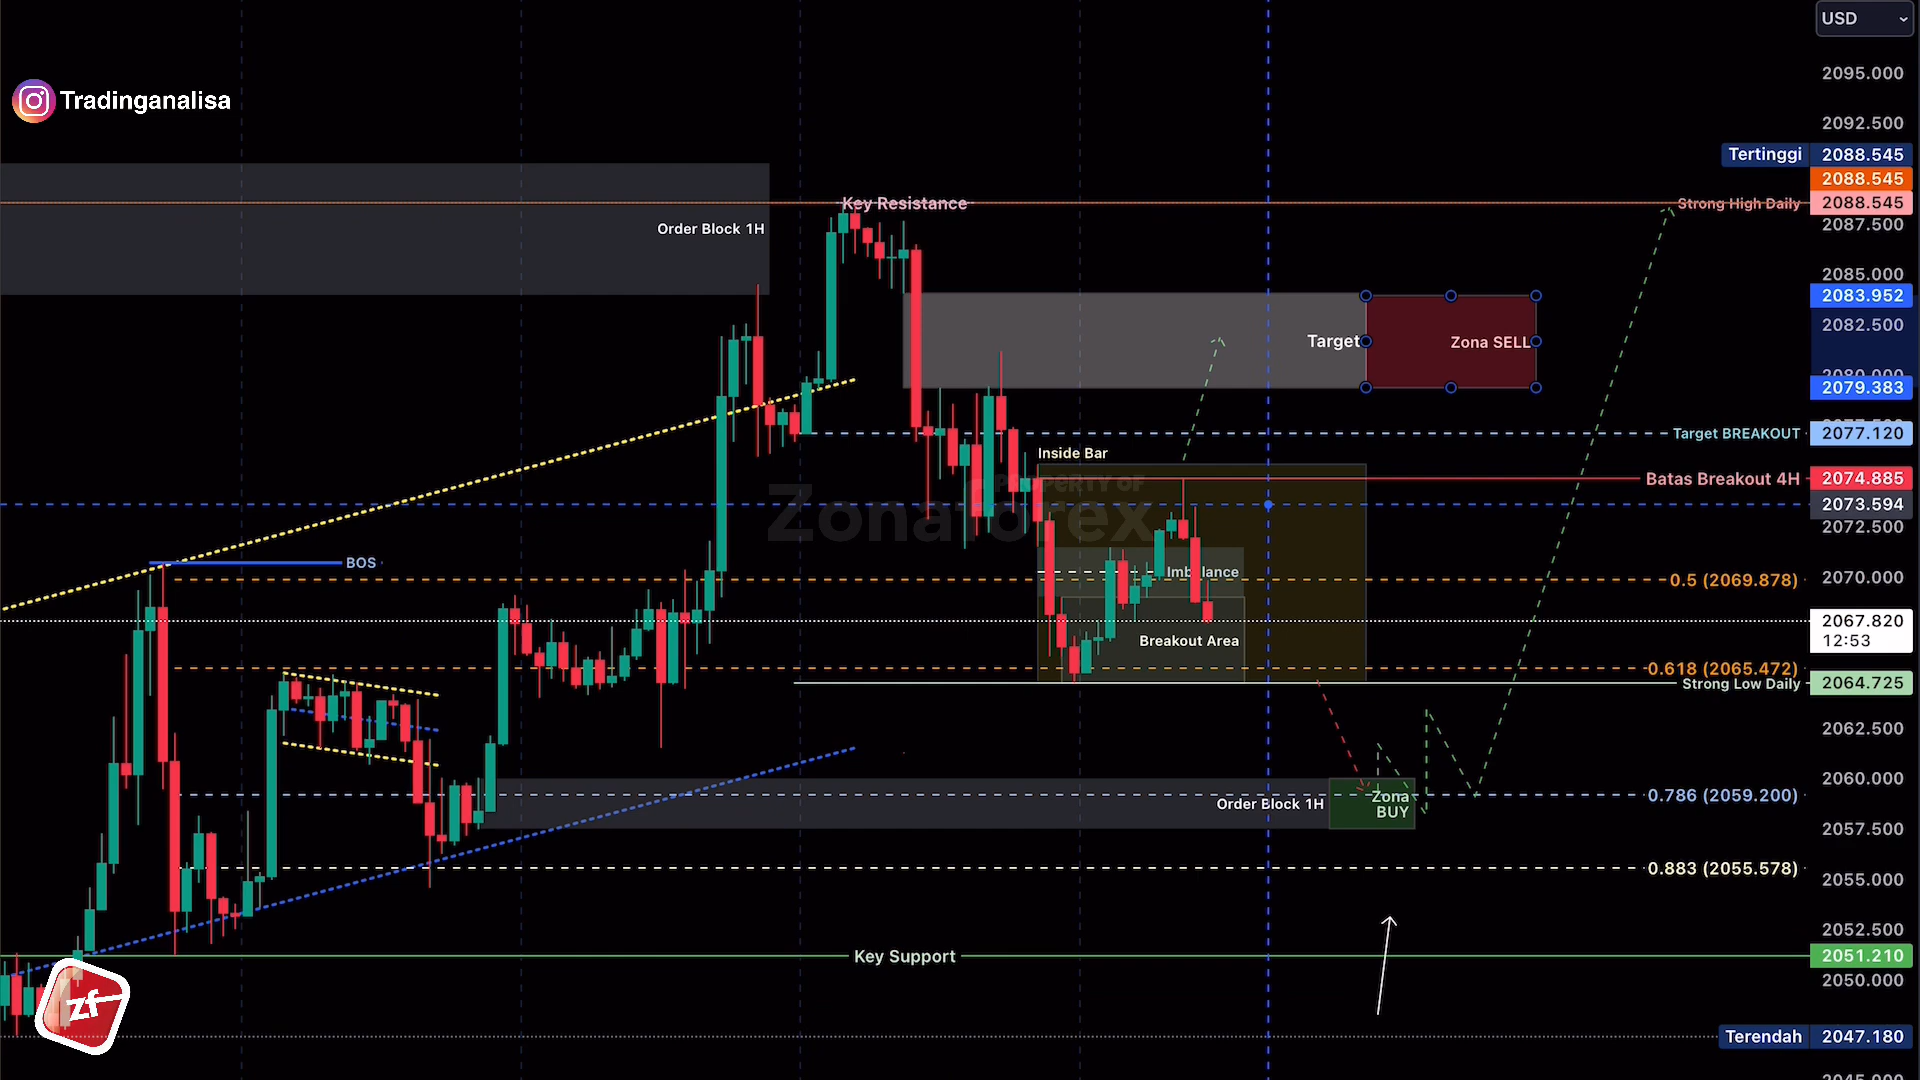 USD
2095.000
Tradinganalisa
2092.500
Tertinggi 2088.545
2088.545
Key Resistance
Strong High Daily 2088.545
2087.500
Order Block 1H
2085.000
2083.952
2082.500
Target
Zona SELL
2079.383
Target BREAKOUT 2077.120
Inside Bar
Batas Breakout 4H 2074.885
PROPERTY OF
Zonaforex
2073.594
2072.500
BOS
Imbalance
2070.000
0.5 (2069.878)
2067.820
12:53
Breakout Area
0.618 (2065.472)
Strong Low Daily 2064.725
2062.500
2060.000
Order Block 1H
Zona
BUY
0.786 (2059.200)
2057.500
0.883 (2055.578)
2055.000
2052.500
Key Support
2051.210
2050.000
zf
Terendah 2047.180